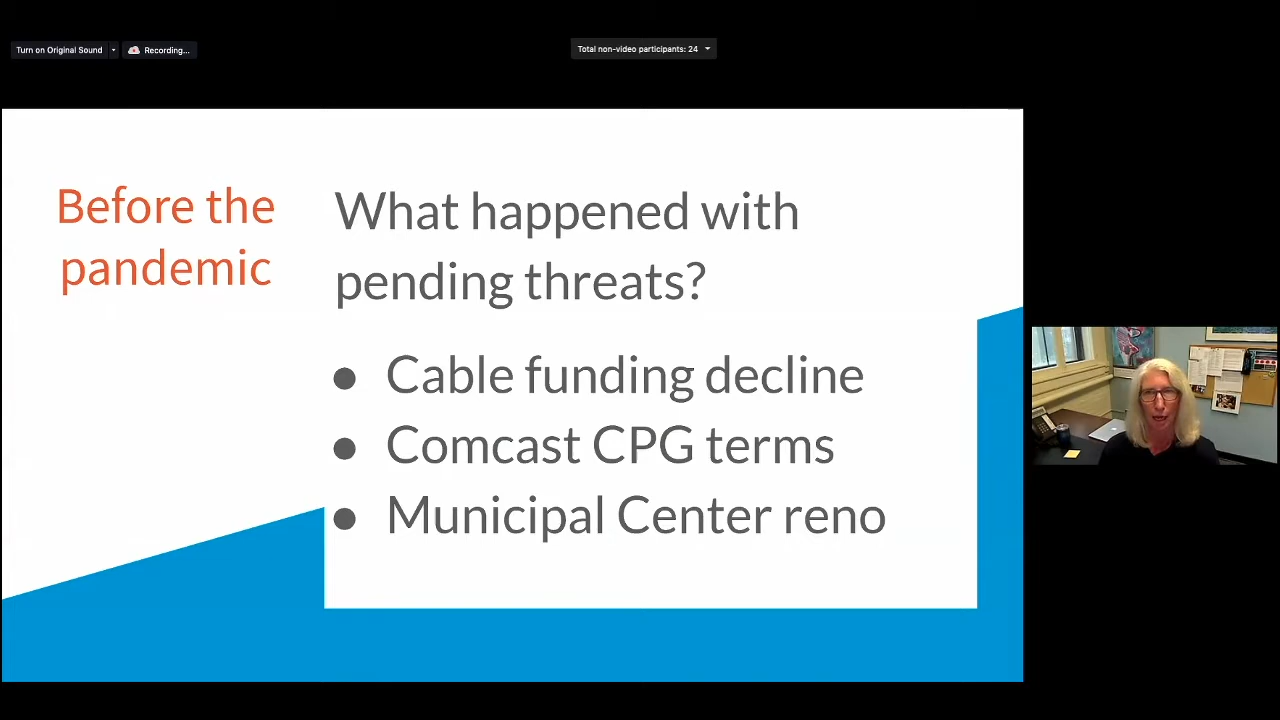 Turn on Original Sound
Recording...
Total non-video participants: 24
Before the
pandemic
What happened with
pending threats?
● Cable funding decline
● Comcast CPG terms
● Municipal Center reno